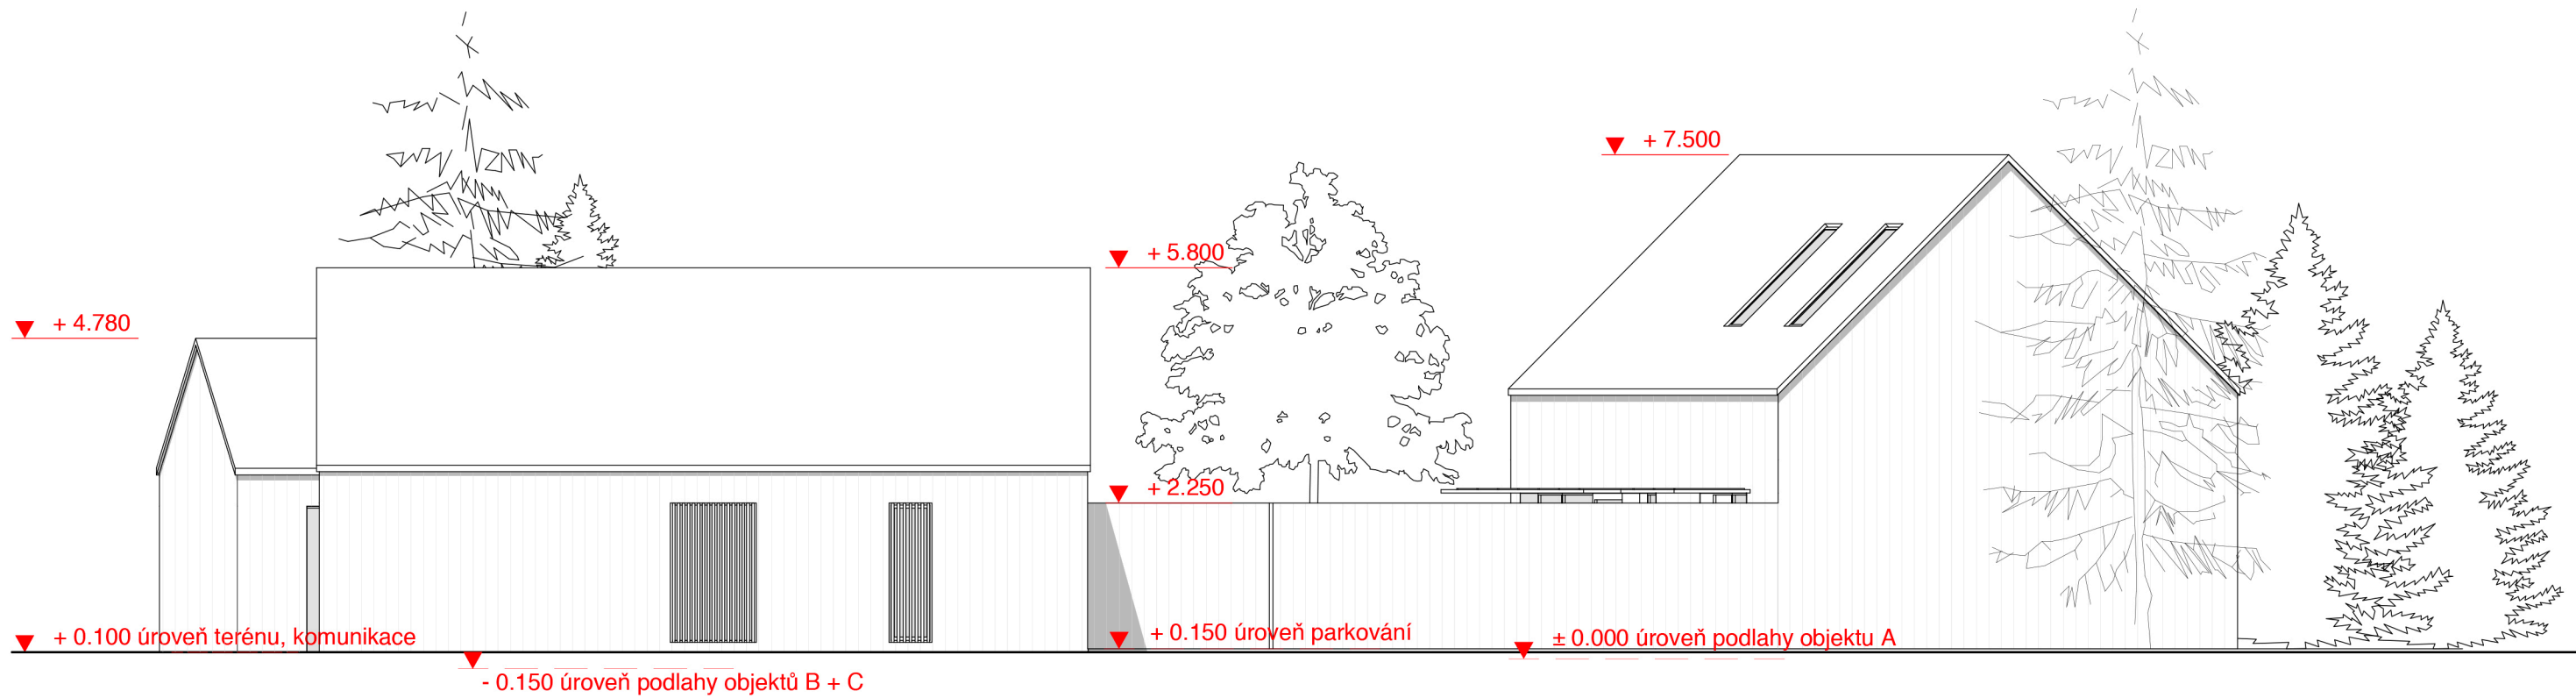 + 7.500
+ 5.800
+ 4.780
+ 2.250
+ 0.100 úroveň terénu, komunikace
+ 0.150 úroveň parkování
± 0.000 úroveň podlahy objektu A
- 0.150 úroveň podlahy objektů B + C